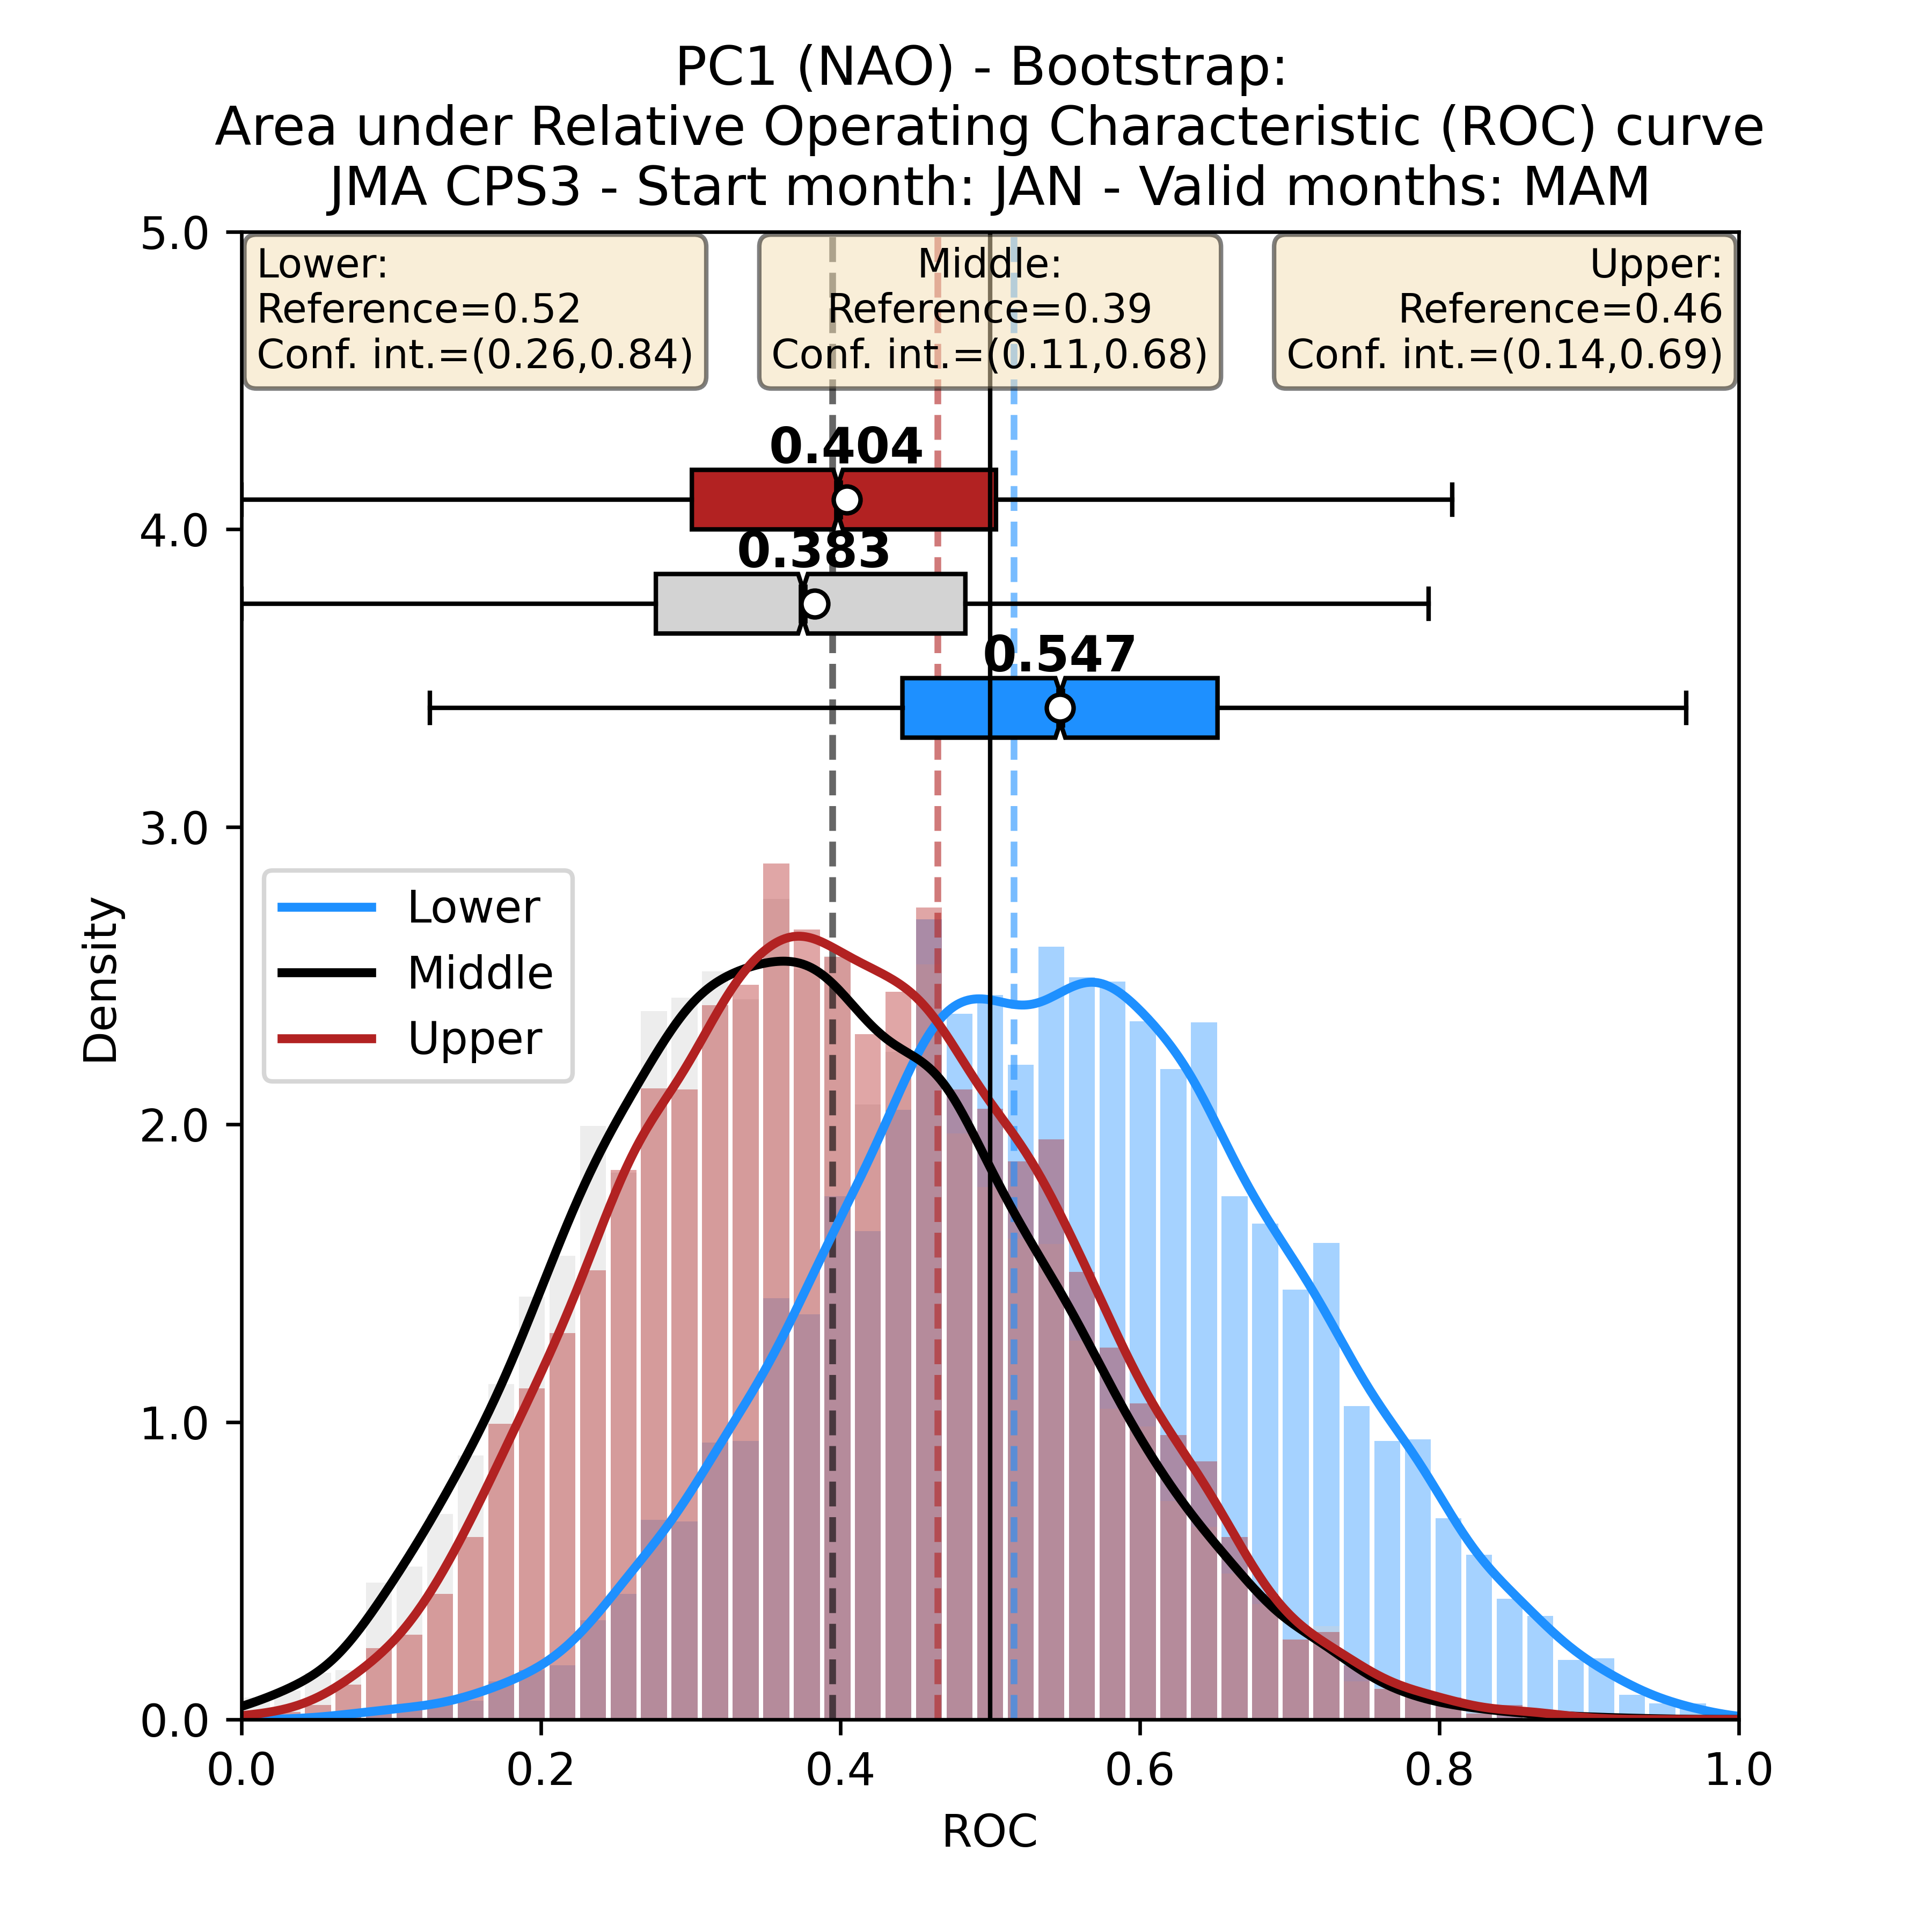 PC1 (NAO) - Bootstrap:
Area under Relative Operating Characteristic (ROC) curve
JMA CPS3 - Start month: JAN - Valid months: MAM
Lower:
Reference=0.52
Conf. int.=(0.26,0.84)
Middle:
Reference=0.39
Conf. int.=(0.11,0.68)
Upper:
Reference=0.46
Conf. int.=(0.14,0.69)
0.404
0.383
0.547
Lower
Middle
Upper
Density
5.0
4.0
3.0
2.0
1.0
0.0
0.0 0.2 0.4 0.6 0.8 1.0
ROC